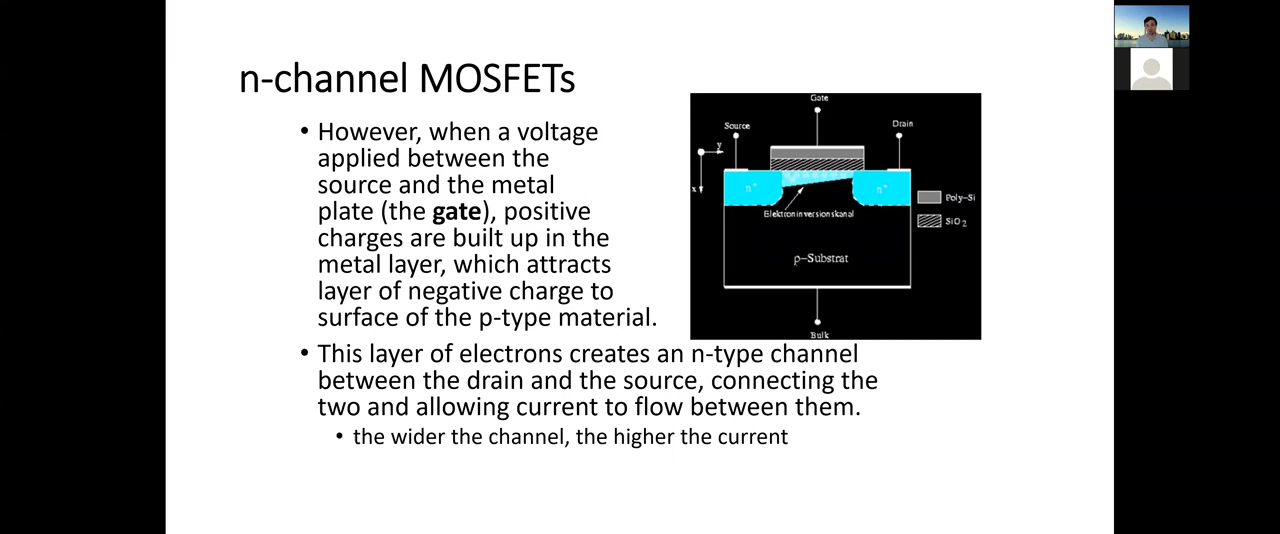 n-channel MOSFETs
• However, when a voltage
applied between the
source and the metal
plate (the gate), positive
charges are built up in the
metal layer, which attracts
layer of negative charge to
surface of the p-type material.
Gate
Source
Drain
y
x
n+
n+
Elektroninversionskanal
Poly-Si
SiO2
p-Substrat
Bulk
• This layer of electrons creates an n-type channel
between the drain and the source, connecting the
two and allowing current to flow between them.
• the wider the channel, the higher the current